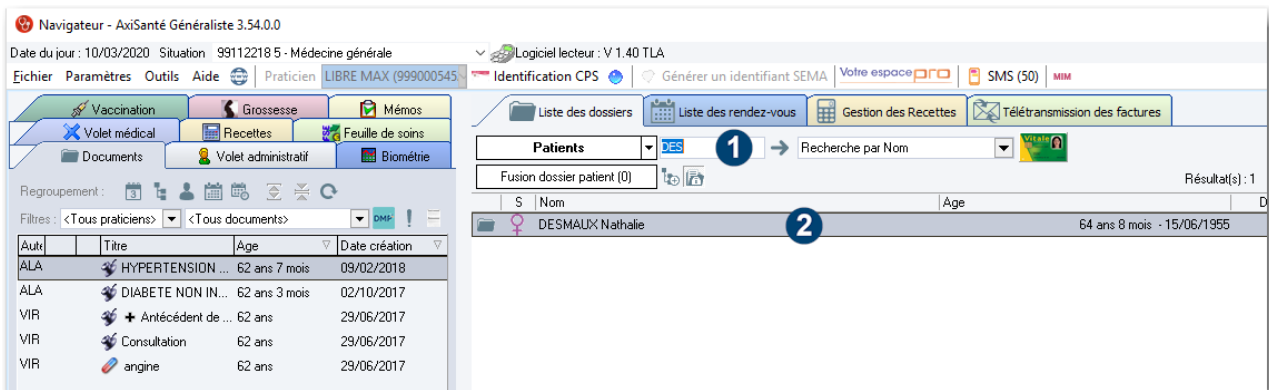 Navigateur - AxiSanté Généraliste 3.54.0.0
Date du jour : 10/03/2020 Situation 99112218 5 - Médecine générale Logiciel lecteur : V 1.40 TLA
Fichier Paramètres Outils Aide Praticien LIBRE MAX (999000545 Identification CPS Générer un identifiant SEMA Votre espace pro SMS (50) MIM
Vaccination Grossesse Mémos
Volet médical Recettes Feuille de soins
Documents Volet administratif Biométrie
Liste des dossiers Liste des rendez-vous Gestion des Recettes Télétransmission des factures
Patients DES 1 Recherche par Nom Vitale
Fusion dossier patient (0) Résultat(s) : 1
Regroupement : 3
Filtres : <Tous praticiens> <Tous documents> DMP !
S Nom Age D
DESMAUX Nathalie 2 64 ans 8 mois - 15/06/1955
Aute Titre Age Date création
ALA HYPERTENSION ... 62 ans 7 mois 09/02/2018
ALA DIABETE NON IN... 62 ans 3 mois 02/10/2017
VIR + Antécédent de ... 62 ans 29/06/2017
VIR Consultation 62 ans 29/06/2017
VIR angine 62 ans 29/06/2017